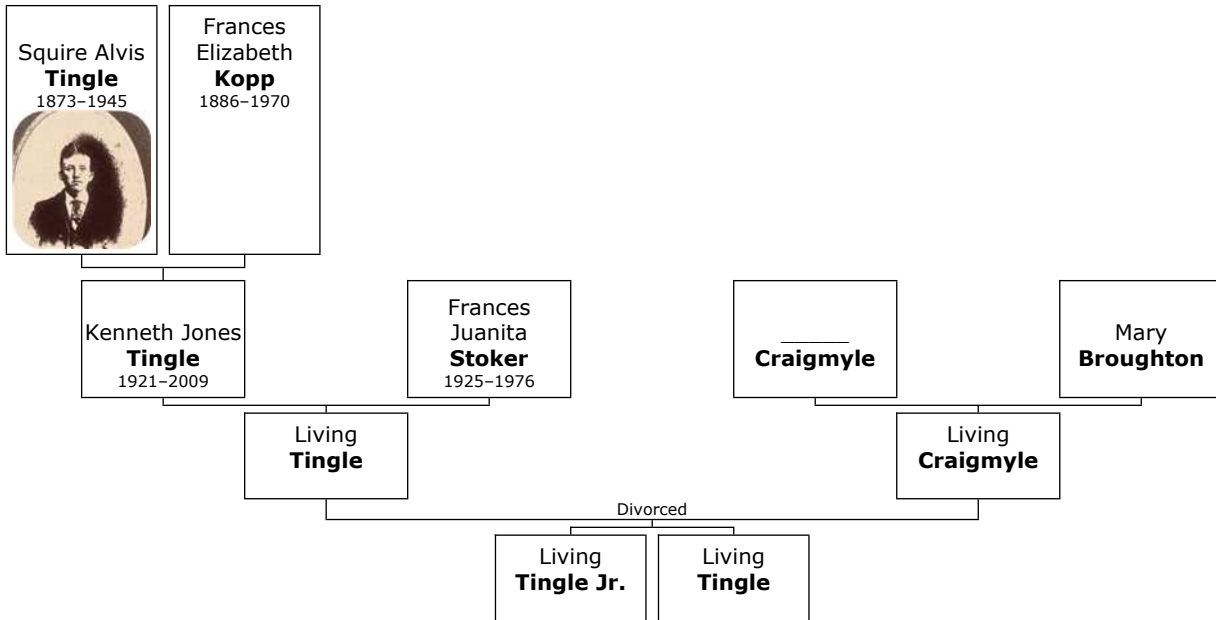 Squire Alvis
Tingle
1873–1945
Frances
Elizabeth
Kopp
1886–1970
Kenneth Jones
Tingle
1921–2009
Frances
Juanita
Stoker
1925–1976
______
Craigmyle
Mary
Broughton
Living
Tingle
Living
Craigmyle
Divorced
Living
Tingle Jr.
Living
Tingle